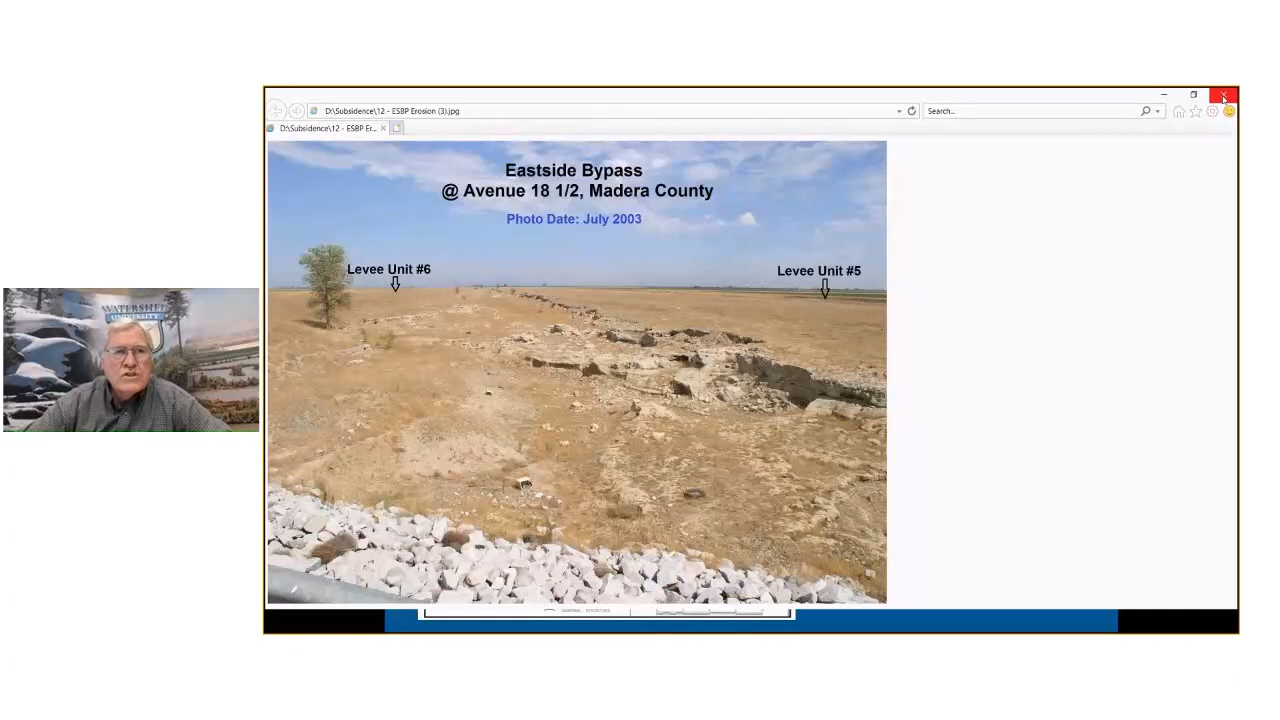 D:\Subsidence\12 - ESBP Erosion (3).jpg
Search...
D:\Subsidence\12 - ESBP Er...
Eastside Bypass
@ Avenue 18 1/2, Madera County
Photo Date: July 2003
Levee Unit #6
Levee Unit #5
WATERSHED
UNIVERSITY